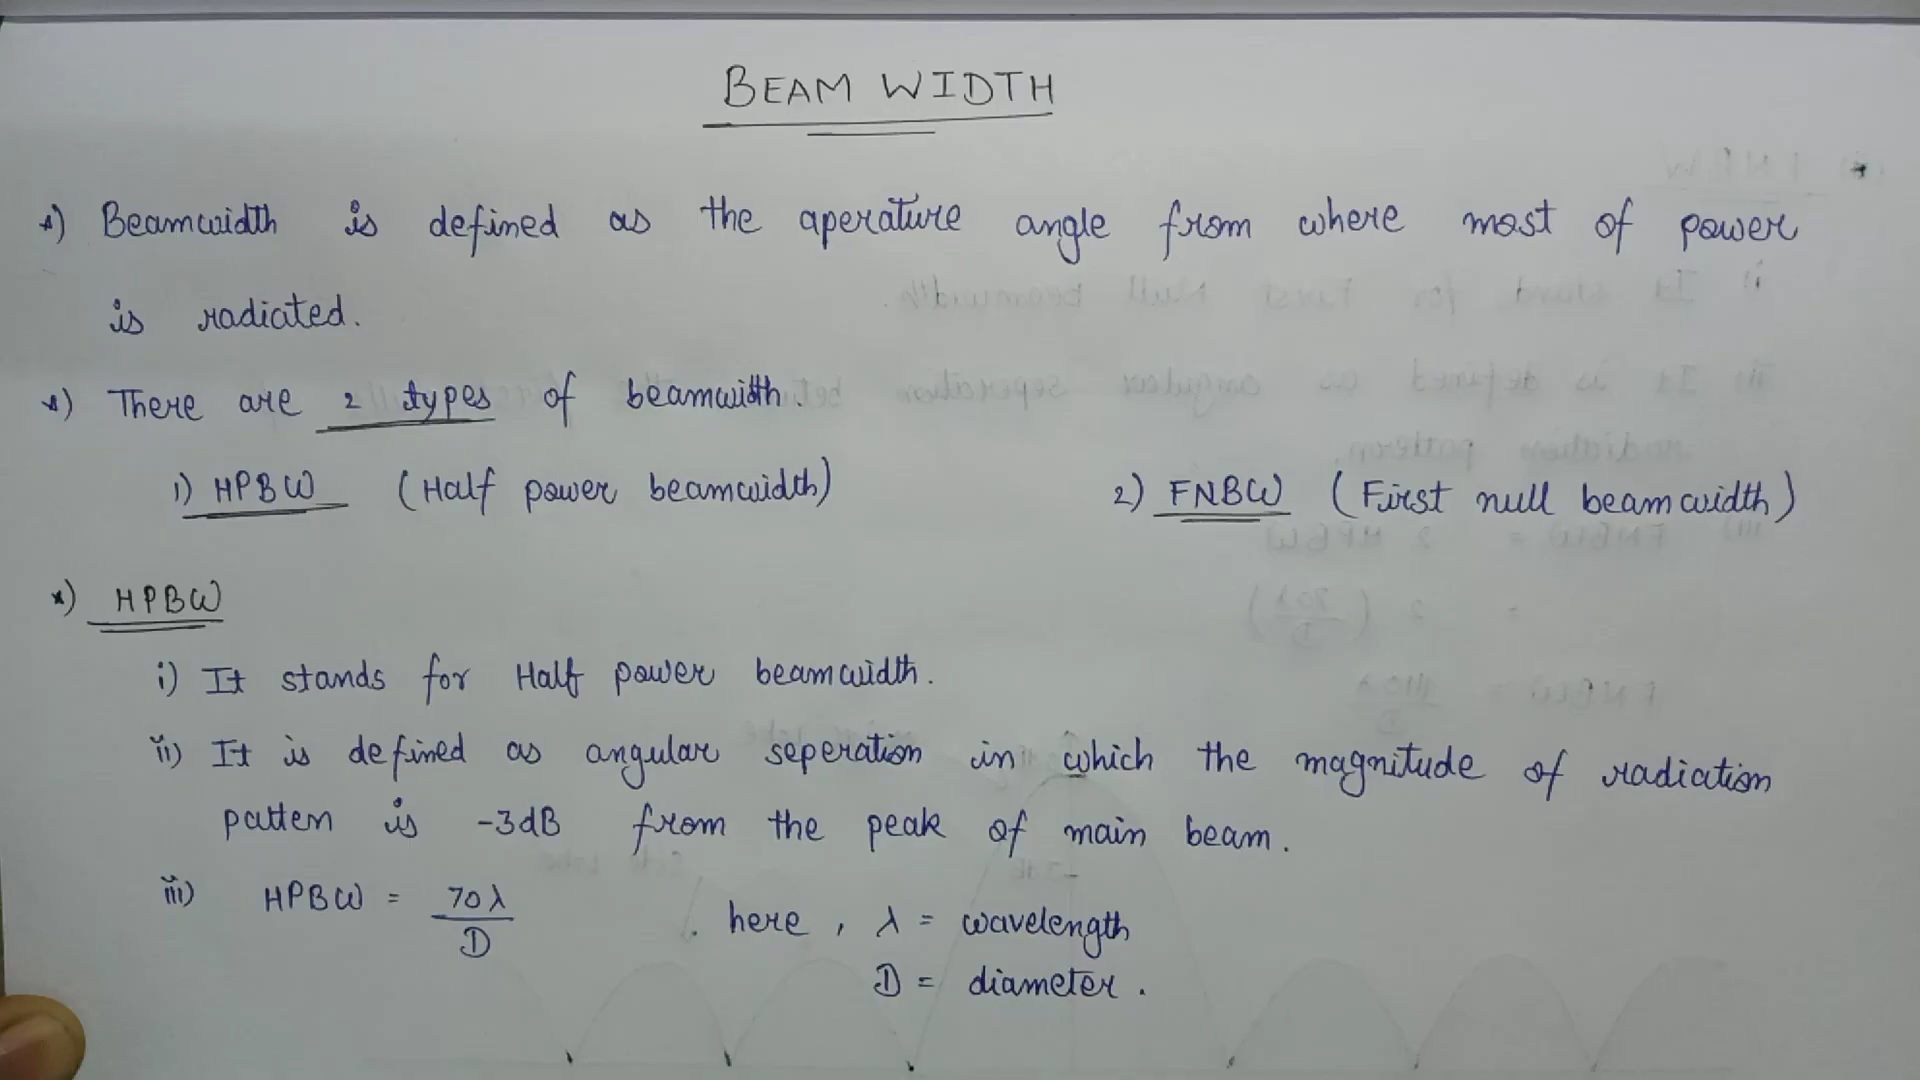 BEAM WIDTH
*) Beamwidth is defined as the aperature angle from where most of power
is radiated.
*) There are 2 types of beamwidth.
1) HPBW (Half power beamwidth) 2) FNBW (First null beamwidth)
*) HPBW
i) It stands for Half power beamwidth.
ii) It is defined as angular seperation in which the magnitude of radiation
patten is -3dB from the peak of main beam.
iii) HPBW = 70λ / D . here , λ = wavelength
D = diameter .